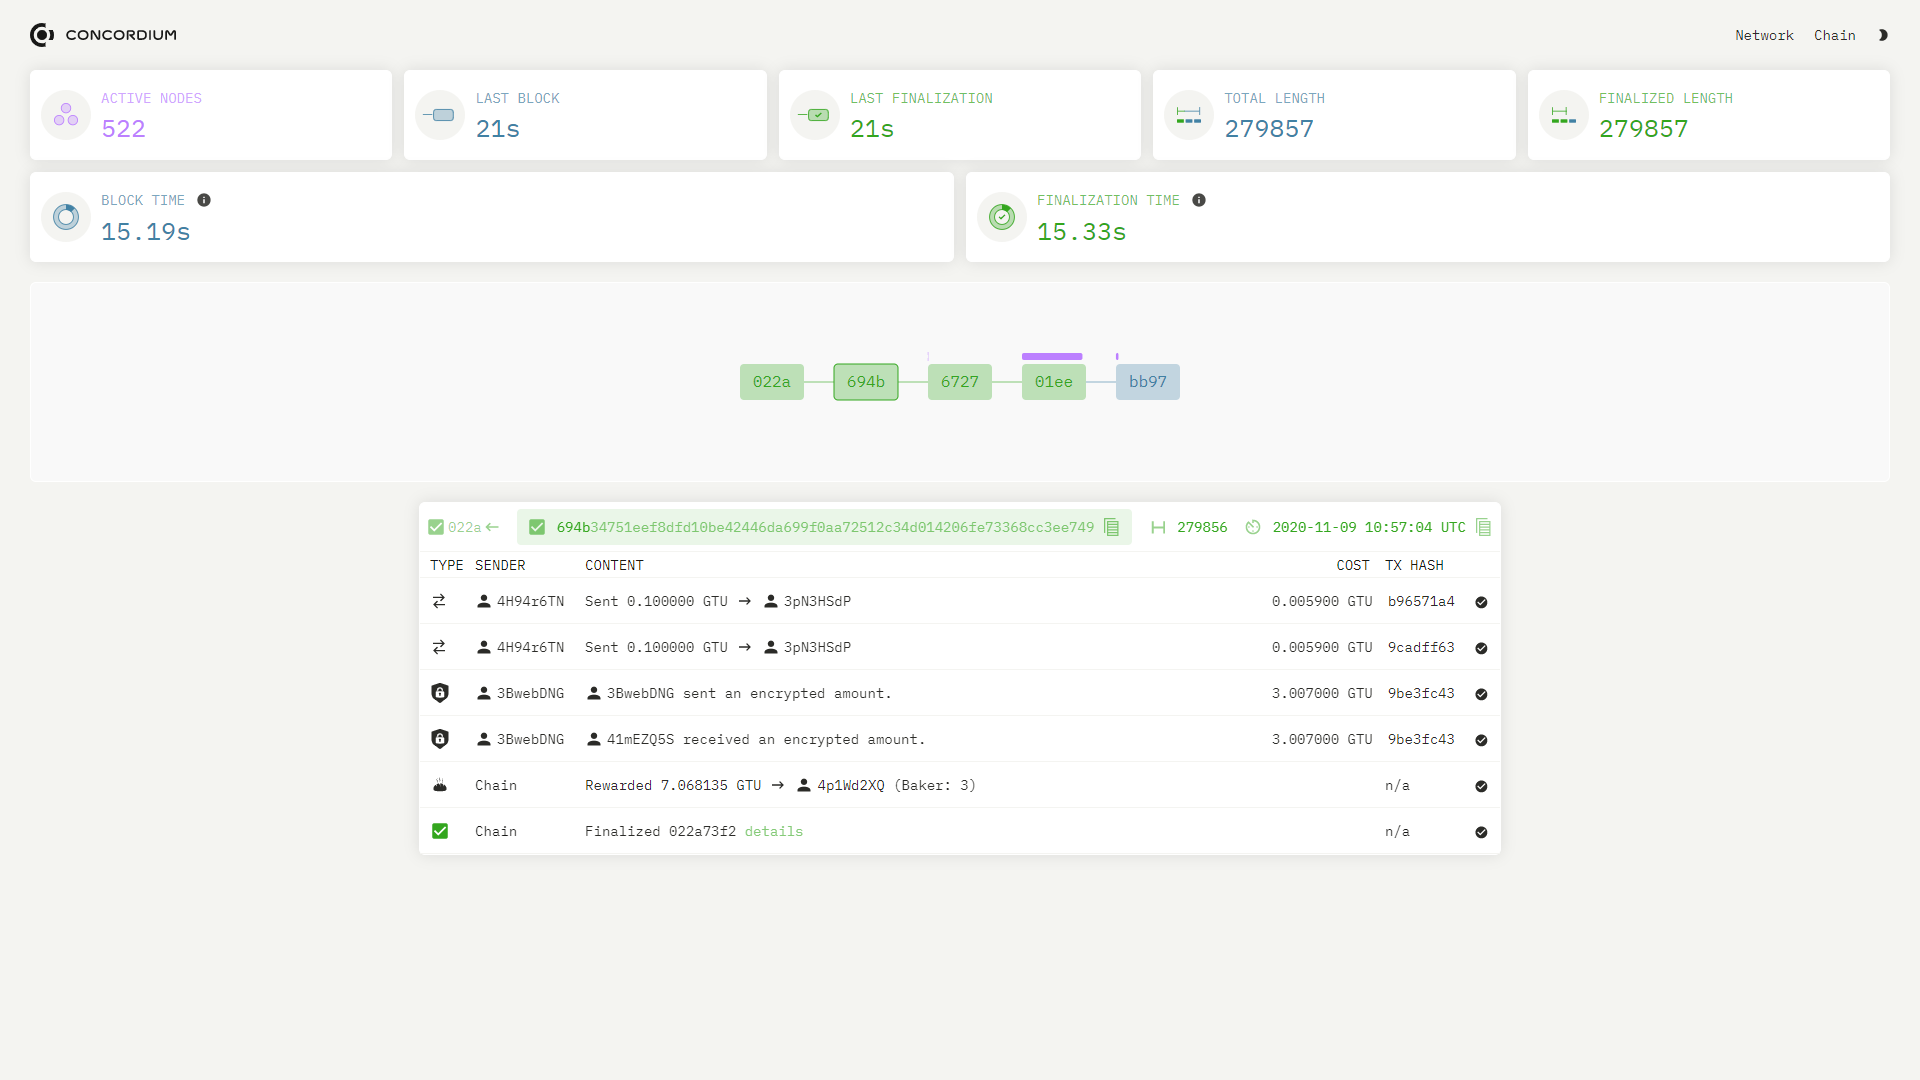 CONCORDIUM
Network Chain
ACTIVE NODES
522
LAST BLOCK
21s
LAST FINALIZATION
21s
TOTAL LENGTH
279857
FINALIZED LENGTH
279857
BLOCK TIME
15.19s
FINALIZATION TIME
15.33s
022a 694b 6727 01ee bb97
022a 694b34751eef8dfd10be42446da699f0aa72512c34d014206fe73368cc3ee749 279856 2020-11-09 10:57:04 UTC
TYPE SENDER CONTENT COST TX HASH
4H94r6TN Sent 0.100000 GTU → 3pN3HSdP 0.005900 GTU b96571a4
4H94r6TN Sent 0.100000 GTU → 3pN3HSdP 0.005900 GTU 9cadff63
3BwebDNG 3BwebDNG sent an encrypted amount. 3.007000 GTU 9be3fc43
3BwebDNG 41mEZQ5S received an encrypted amount. 3.007000 GTU 9be3fc43
Chain Rewarded 7.068135 GTU → 4p1Wd2XQ (Baker: 3) n/a
Chain Finalized 022a73f2 details n/a